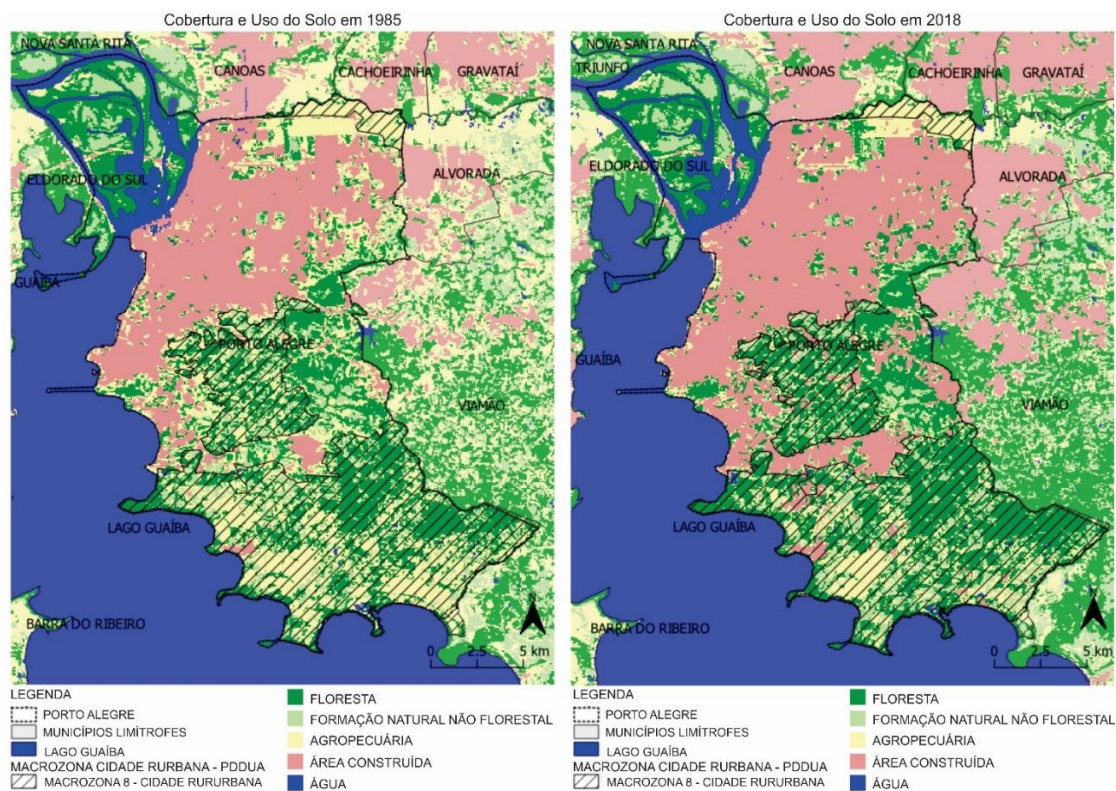 Cobertura e Uso do Solo em 1985
NOVA SANTA RITA
CANOAS
CACHOEIRINHA
GRAVATAÍ
ELDORADO DO SUL
ALVORADA
GUAÍBA
PORTO ALEGRE
VIAMÃO
LAGO GUAÍBA
BARRA DO RIBEIRO
0 2.5 5 km
LEGENDA
PORTO ALEGRE
MUNICÍPIOS LIMÍTROFES
LAGO GUAÍBA
MACROZONA CIDADE RURBANA - PDDUA
MACROZONA 8 - CIDADE RURURBANA
FLORESTA
FORMAÇÃO NATURAL NÃO FLORESTAL
AGROPECUÁRIA
ÁREA CONSTRUÍDA
ÁGUA
Cobertura e Uso do Solo em 2018
NOVA SANTA RITA
TRIUNFO
CANOAS
CACHOEIRINHA
GRAVATAÍ
ELDORADO DO SUL
ALVORADA
GUAÍBA
PORTO ALEGRE
VIAMÃO
LAGO GUAÍBA
BARRA DO RIBEIRO
0 2.5 5 km
LEGENDA
PORTO ALEGRE
MUNICÍPIOS LIMÍTROFES
LAGO GUAÍBA
MACROZONA CIDADE RURBANA - PDDUA
MACROZONA 8 - CIDADE RURURBANA
FLORESTA
FORMAÇÃO NATURAL NÃO FLORESTAL
AGROPECUÁRIA
ÁREA CONSTRUÍDA
ÁGUA